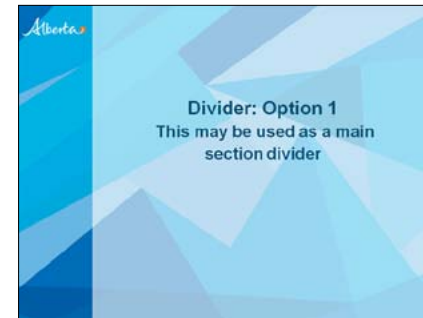 Alberta
Divider: Option 1
This may be used as a main
section divider